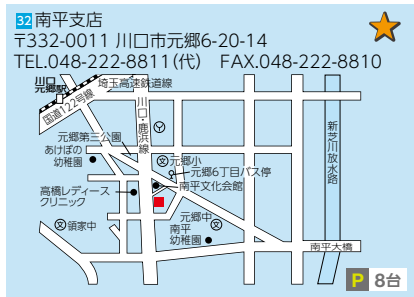 32 南平支店
〒332-0011 川口市元郷6-20-14
TEL.048-222-8811(代) FAX.048-222-8810
川口
元郷駅
埼玉高速鉄道線
国道122号線
川口・鹿浜線
新芝川放水路
元郷第三公園
あけぼの
幼稚園
元郷小
元郷6丁目バス停
南平文化会館
高橋レディース
クリニック
領家中
元郷中
南平
幼稚園
南平大橋
P 8台